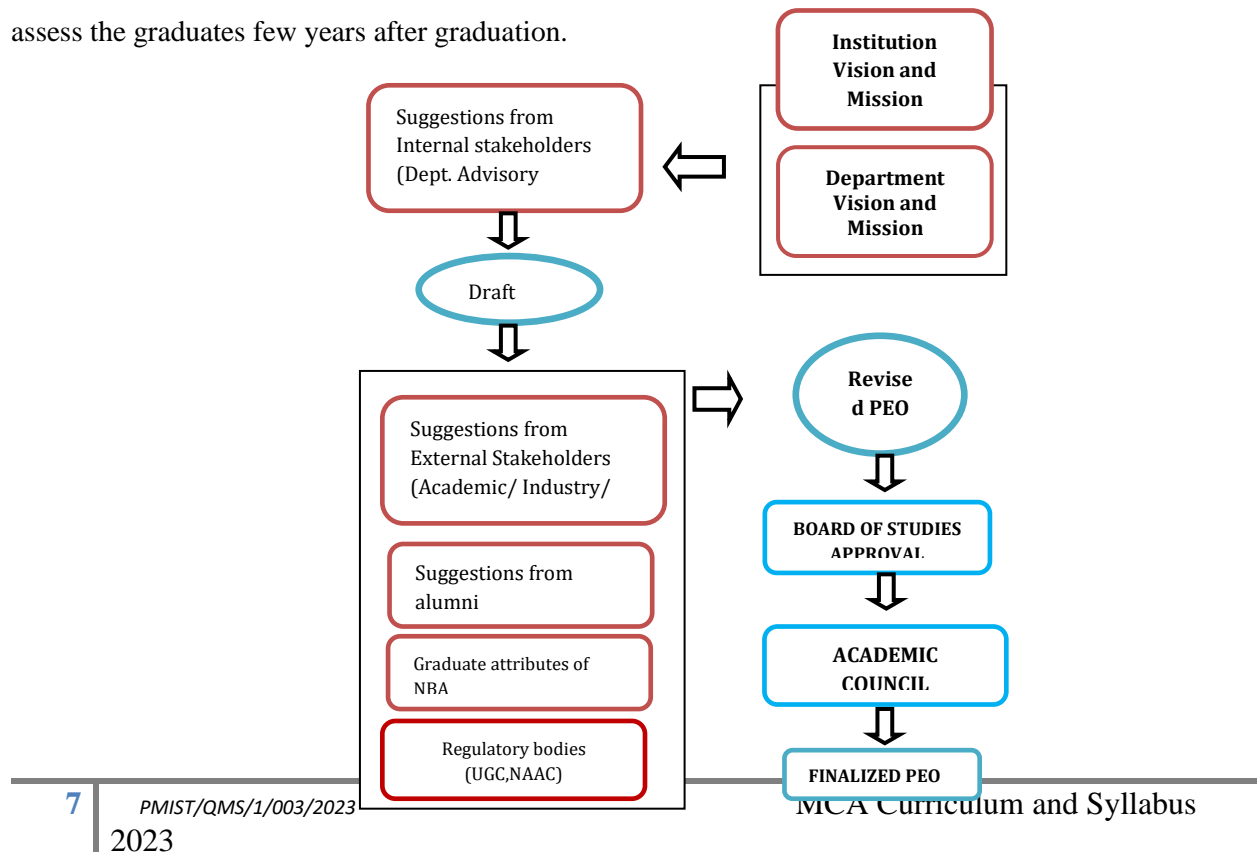 assess the graduates few years after graduation.
Institution
Vision and
Mission
Department
Vision and
Mission
Suggestions from
Internal stakeholders
(Dept. Advisory
Draft
Suggestions from
External Stakeholders
(Academic/ Industry/
Suggestions from
alumni
Graduate attributes of
NBA
Regulatory bodies
(UGC,NAAC)
Revise
d PEO
BOARD OF STUDIES
APPROVAL
ACADEMIC
COUNCIL
FINALIZED PEO
7 PMIST/QMS/1/003/2023 MCA Curriculum and Syllabus
2023